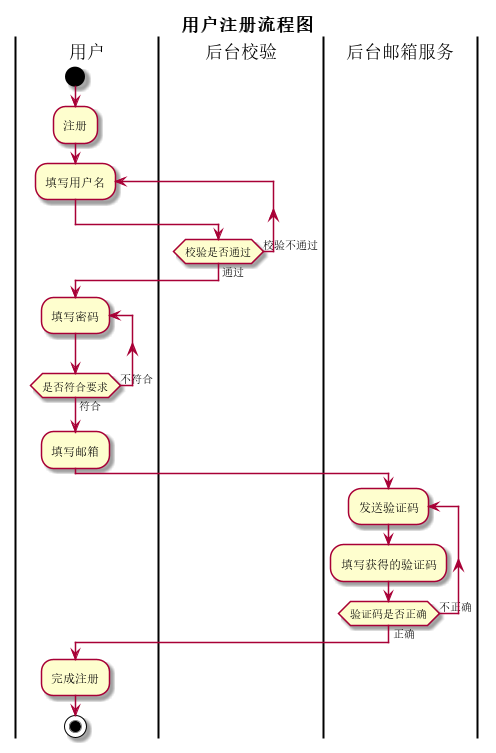 用户注册流程图
用户
后台校验
后台邮箱服务
注册
填写用户名
校验是否通过
校验不通过
通过
填写密码
是否符合要求
不符合
符合
填写邮箱
发送验证码
填写获得的验证码
验证码是否正确
不正确
正确
完成注册